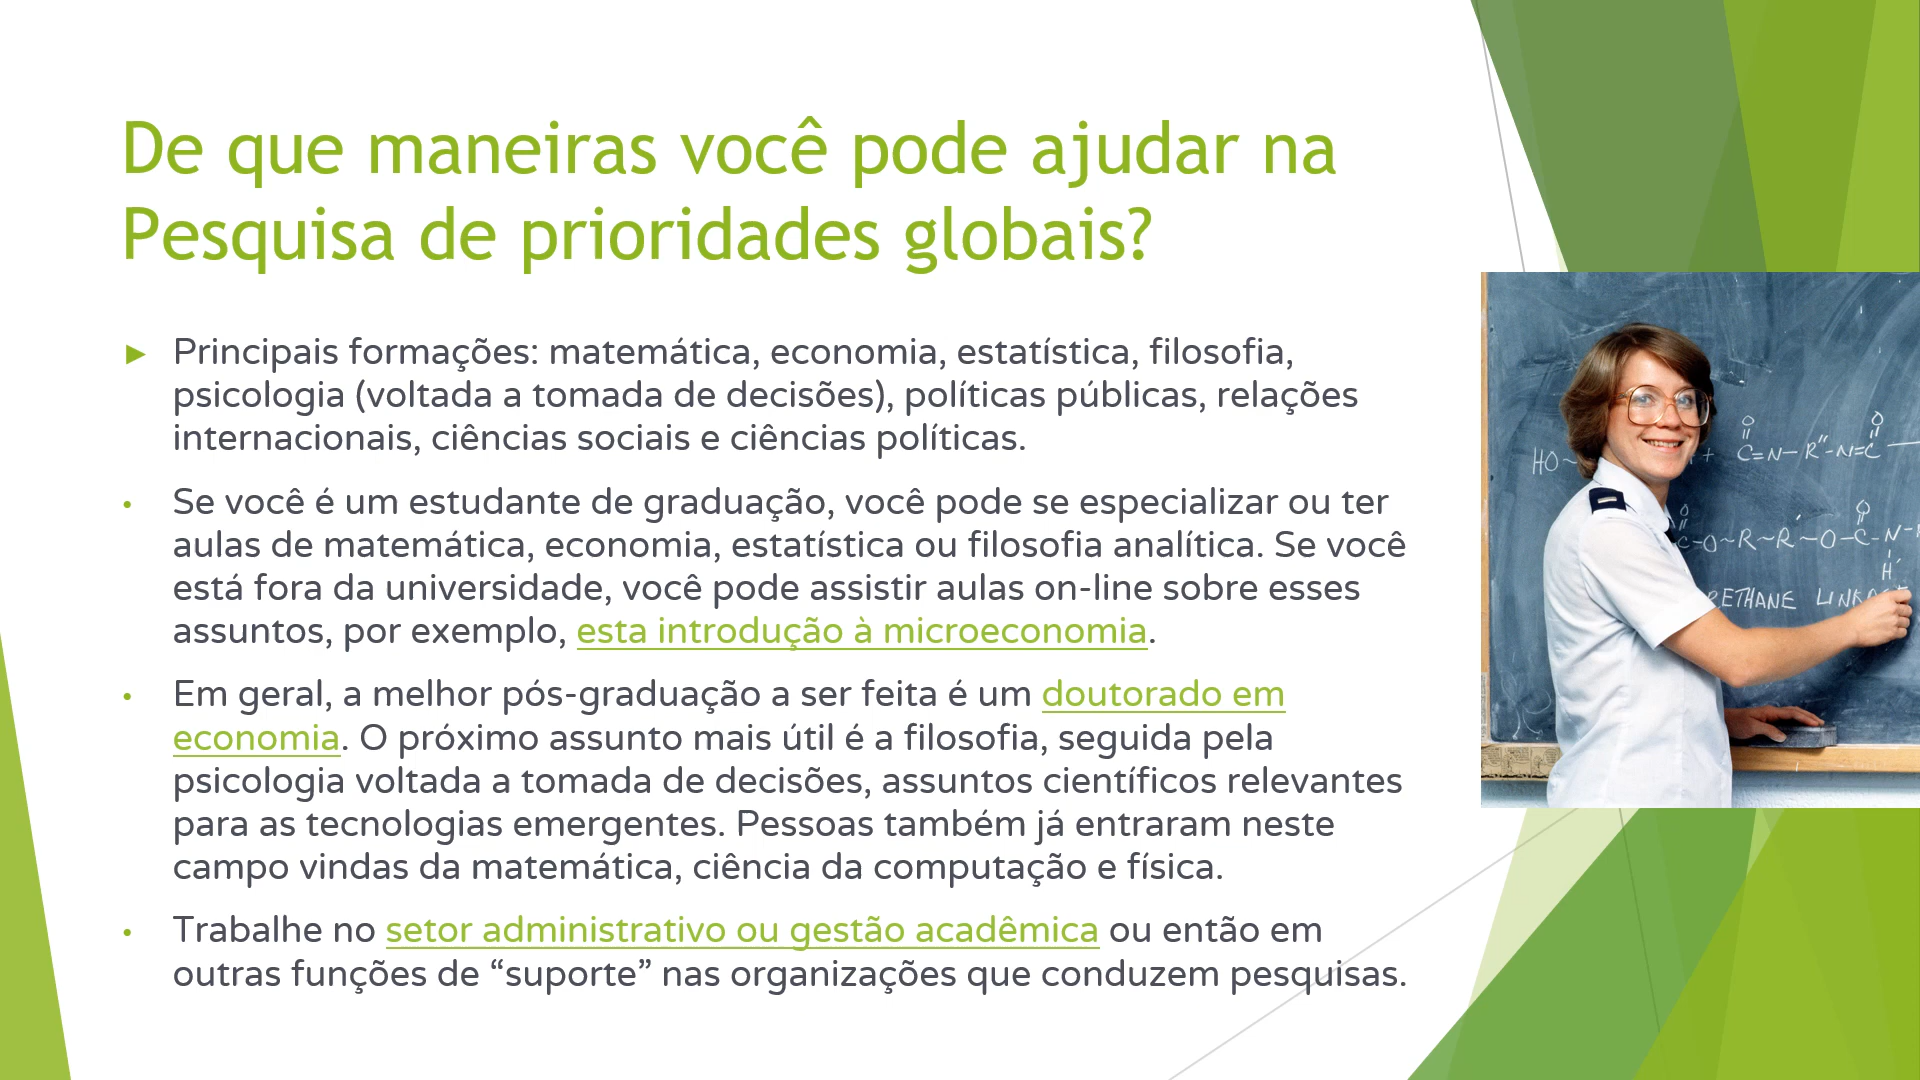 De que maneiras você pode ajudar na
Pesquisa de prioridades globais?
► Principais formações: matemática, economia, estatística, filosofia,
psicologia (voltada a tomada de decisões), políticas públicas, relações
internacionais, ciências sociais e ciências políticas.
• Se você é um estudante de graduação, você pode se especializar ou ter
aulas de matemática, economia, estatística ou filosofia analítica. Se você
está fora da universidade, você pode assistir aulas on-line sobre esses
assuntos, por exemplo, esta introdução à microeconomia.
• Em geral, a melhor pós-graduação a ser feita é um doutorado em
economia. O próximo assunto mais útil é a filosofia, seguida pela
psicologia voltada a tomada de decisões, assuntos científicos relevantes
para as tecnologias emergentes. Pessoas também já entraram neste
campo vindas da matemática, ciência da computação e física.
• Trabalhe no setor administrativo ou gestão acadêmica ou então em
outras funções de “suporte” nas organizações que conduzem pesquisas.
HO~
+ C=N–R"–N=C
C–O~R~R'~O–C–N–
H
RETHANE LINKAGE